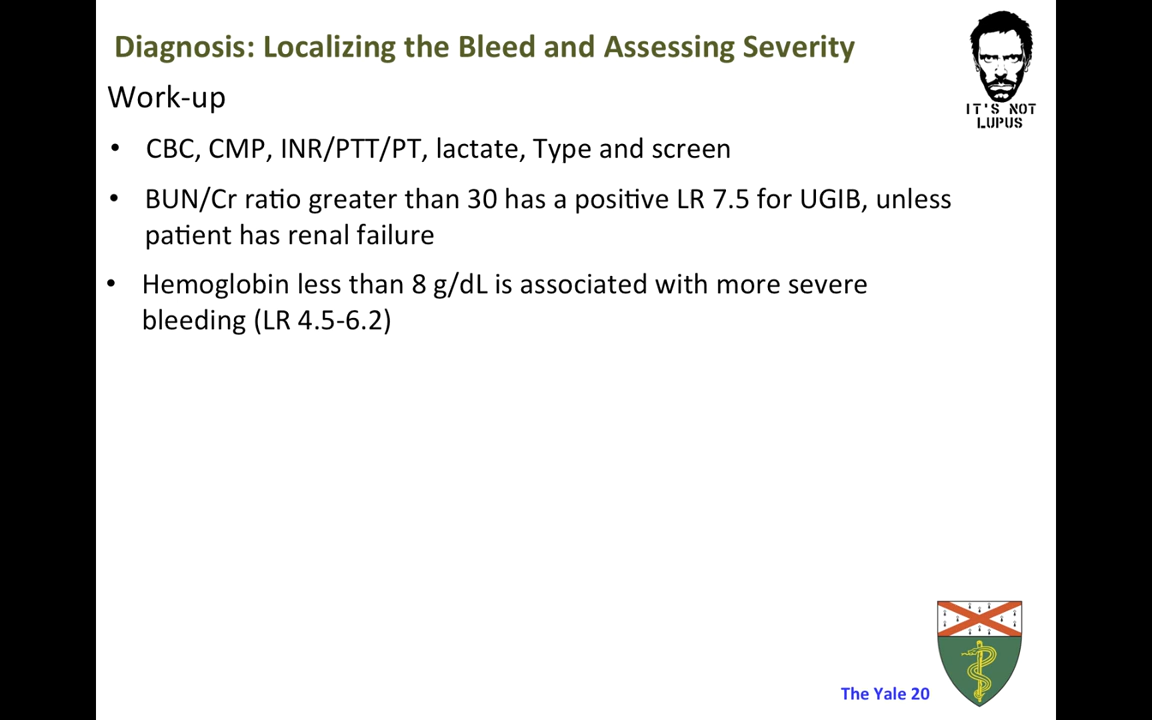 Diagnosis: Localizing the Bleed and Assessing Severity
IT'S NOT
LUPUS
Work-up
• CBC, CMP, INR/PTT/PT, lactate, Type and screen
• BUN/Cr ratio greater than 30 has a positive LR 7.5 for UGIB, unless
patient has renal failure
• Hemoglobin less than 8 g/dL is associated with more severe
bleeding (LR 4.5-6.2)
The Yale 20